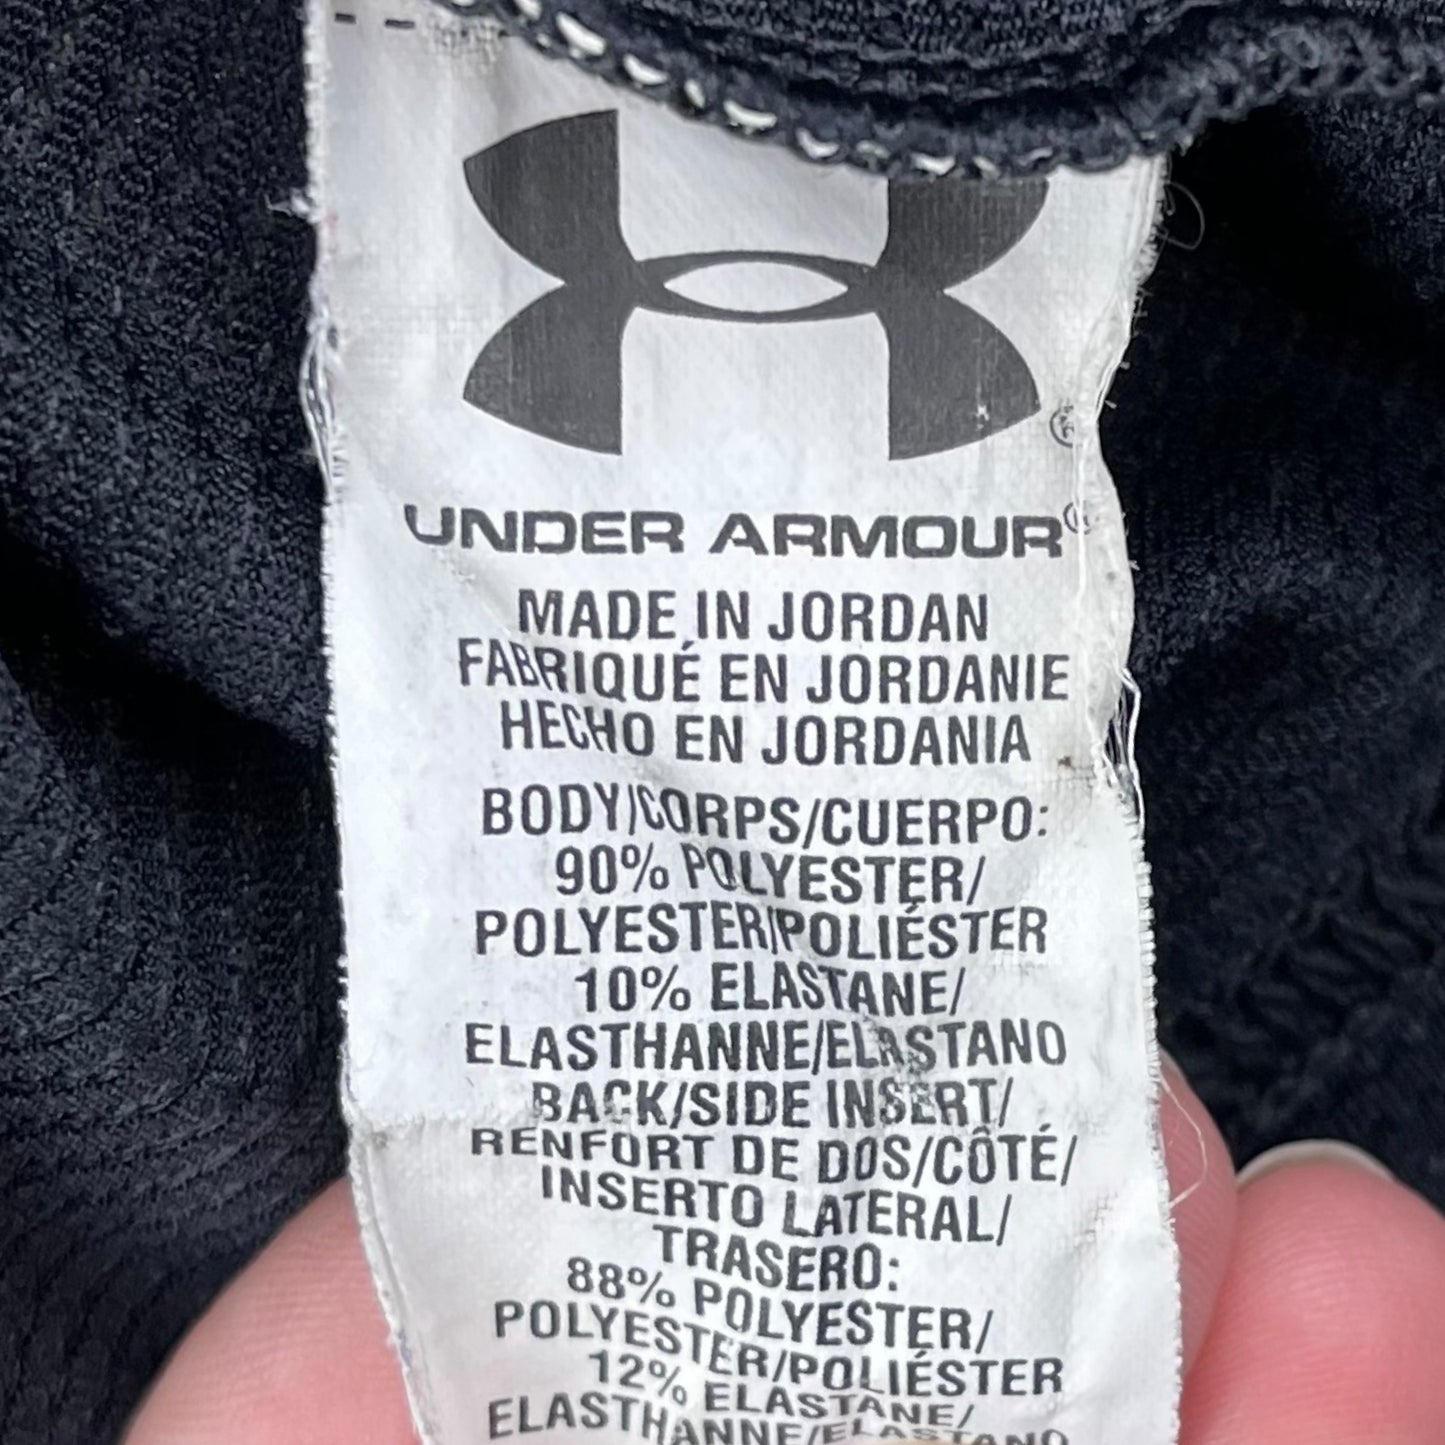 UNDER ARMOUR®
MADE IN JORDAN
FABRIQUÉ EN JORDANIE
HECHO EN JORDANIA
BODY/CORPS/CUERPO:
90% POLYESTER/
POLYESTER/POLIÉSTER
10% ELASTANE/
ELASTHANNE/ELASTANO
BACK/SIDE INSERT/
RENFORT DE DOS/CÔTÉ/
INSERTO LATERAL/
TRASERO:
88% POLYESTER/
POLYESTER/POLIÉSTER
12% ELASTANE/
ELASTHANNE/ELASTANO